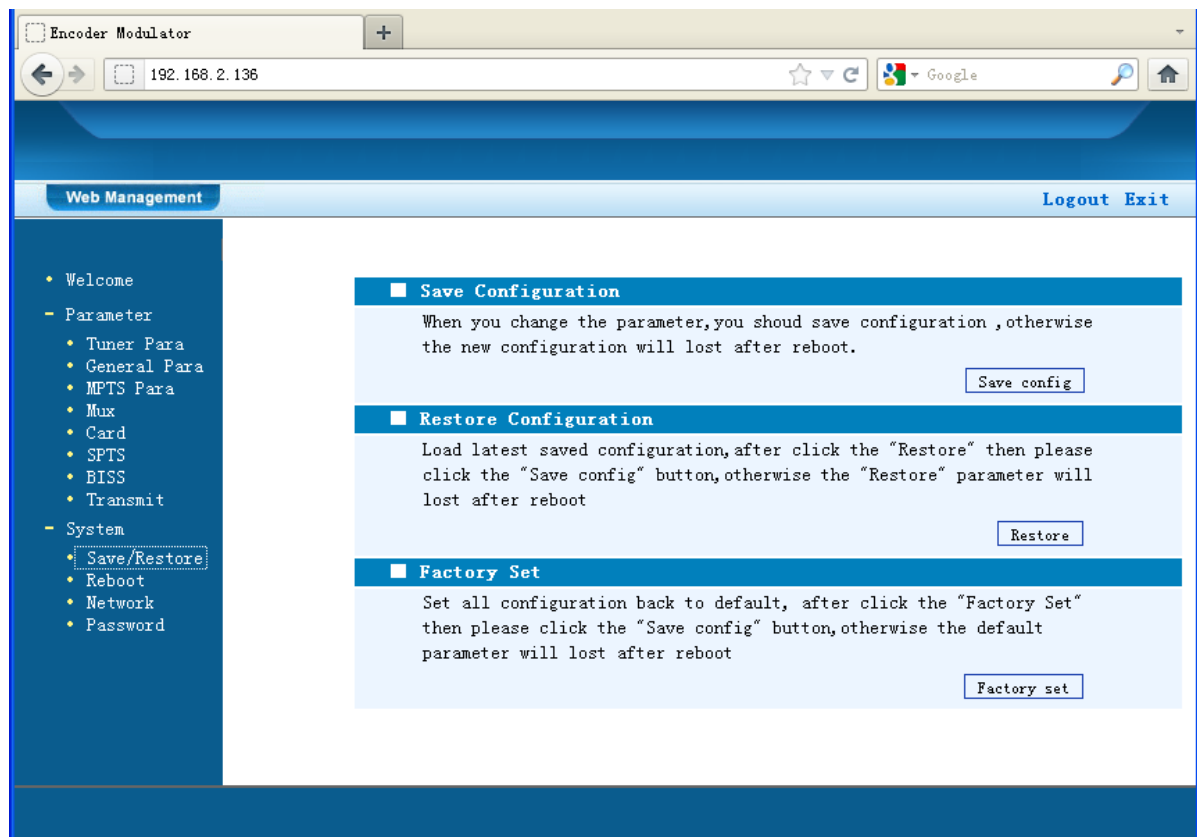 Encoder Modulator
192.168.2.136
Google
Web Management
Logout Exit
Welcome
Parameter
Tuner Para
General Para
MPTS Para
Mux
Card
SPTS
BISS
Transmit
System
Save/Restore
Reboot
Network
Password
Save Configuration
When you change the parameter,you shoud save configuration ,otherwise
the new configuration will lost after reboot.
Save config
Restore Configuration
Load latest saved configuration,after click the "Restore" then please
click the "Save config" button,otherwise the "Restore" parameter will
lost after reboot
Restore
Factory Set
Set all configuration back to default, after click the "Factory Set"
then please click the "Save config" button,otherwise the default
parameter will lost after reboot
Factory set